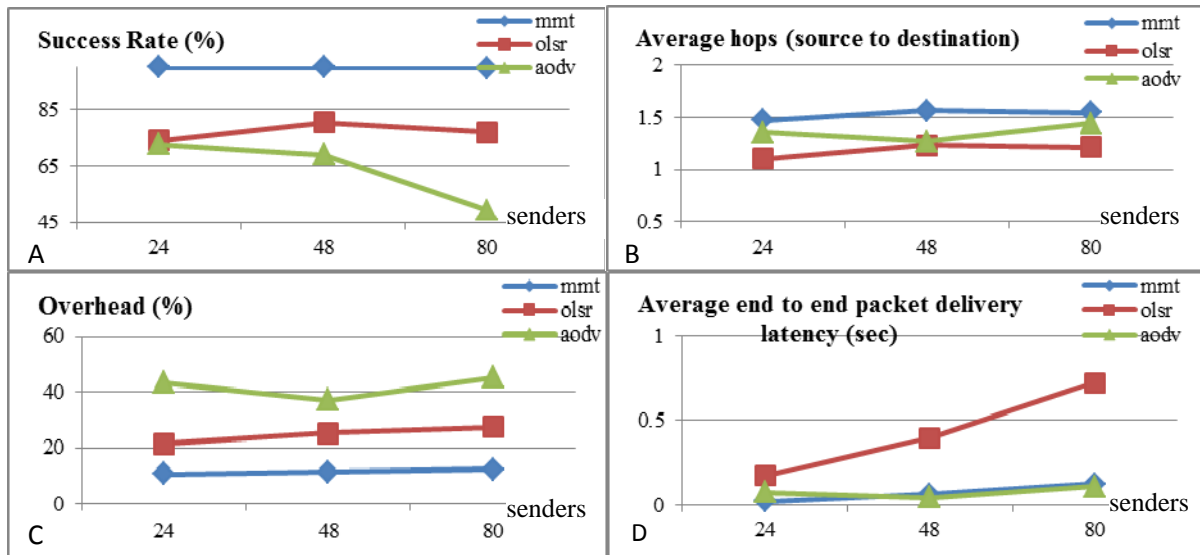 Success Rate (%)
mmt
olsr
aodv
85
65
45
senders
24 48 80
A
Average hops (source to destination)
mmt
olsr
aodv
2
1.5
1
0.5
senders
24 48 80
B
Overhead (%)
mmt
olsr
aodv
60
40
20
0
senders
24 48 80
C
Average end to end packet delivery
latency (sec)
mmt
olsr
aodv
1
0.5
0
senders
24 48 80
D